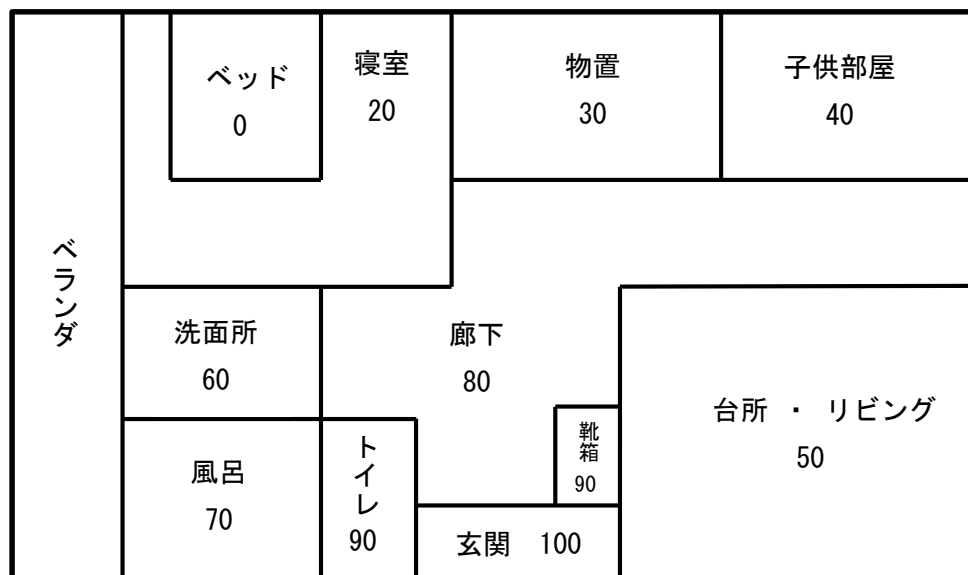 ベッド
0
寝室
20
物置
30
子供部屋
40
ベランダ
洗面所
60
廊下
80
台所 ・ リビング
50
風呂
70
トイレ
90
靴箱
90
玄関 100